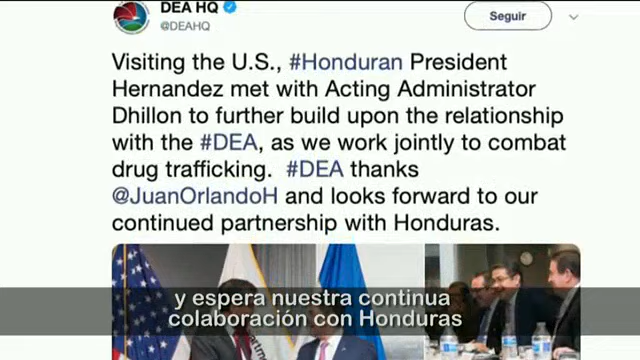 DEA HQ
@DEAHQ
Seguir
Visiting the U.S., #Honduran President
Hernandez met with Acting Administrator
Dhillon to further build upon the relationship
with the #DEA, as we work jointly to combat
drug trafficking. #DEA thanks
@JuanOrlandoH and looks forward to our
continued partnership with Honduras.
y espera nuestra continua
colaboración con Honduras